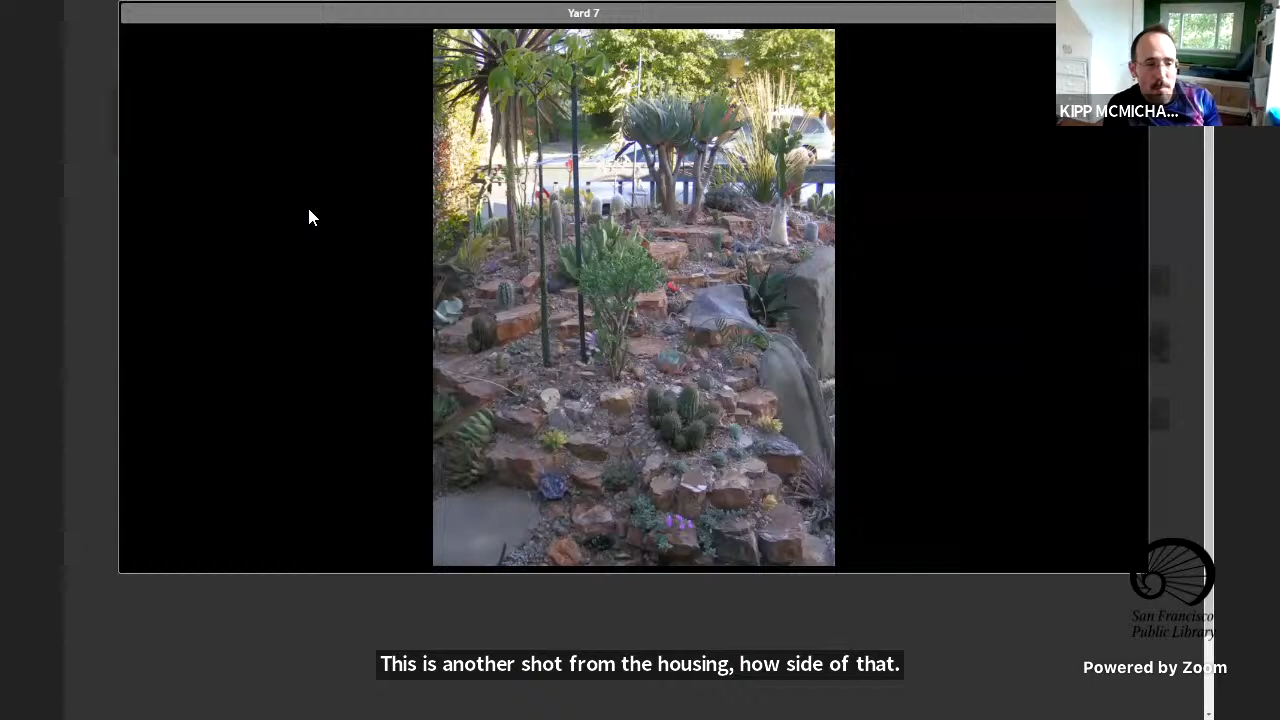 Yard 7
KIPP MCMICHA...
San Francisco
Public Library
This is another shot from the housing, how side of that.
Powered by Zoom